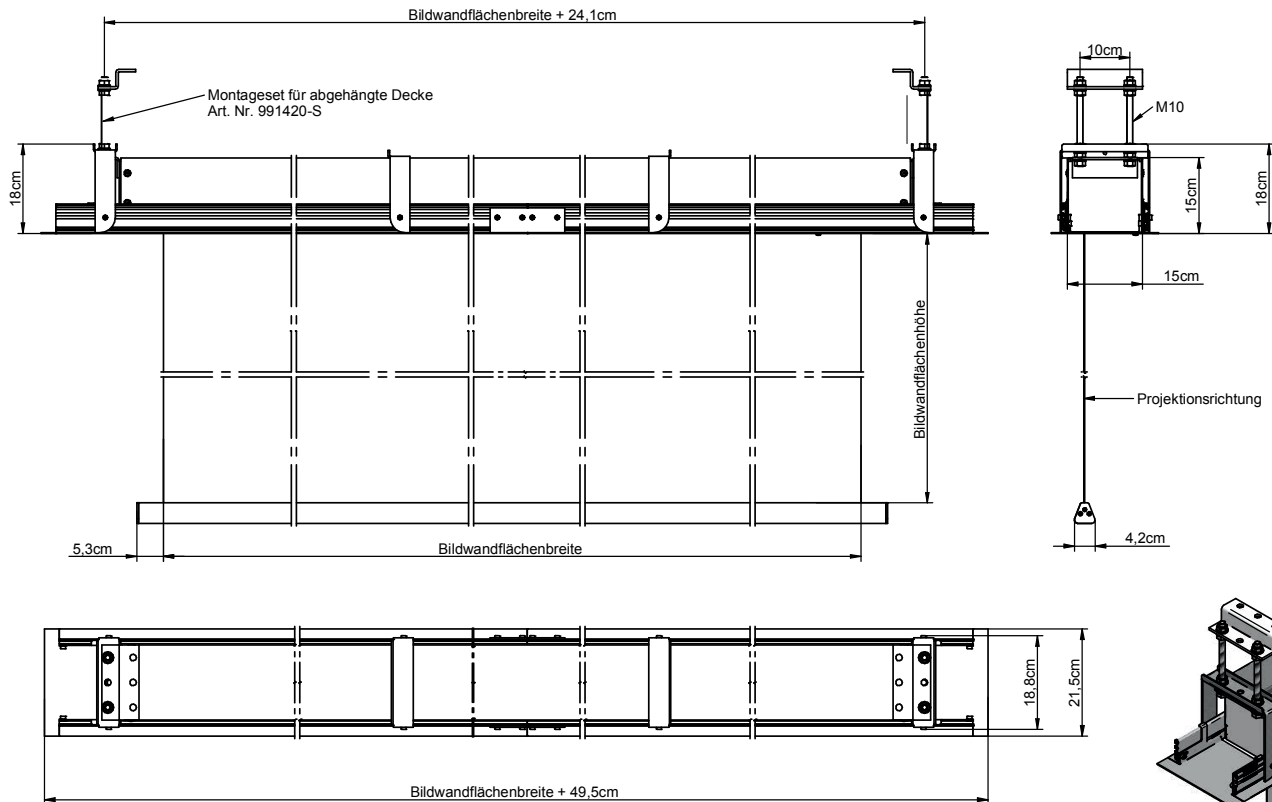 Bildwandflächenbreite + 24,1cm
10cm
Montageset für abgehängte Decke
Art. Nr. 991420-S
M10
18cm
15cm
18cm
15cm
Bildwandflächenhöhe
Projektionsrichtung
5,3cm
Bildwandflächenbreite
4,2cm
18,8cm
21,5cm
Bildwandflächenbreite + 49,5cm